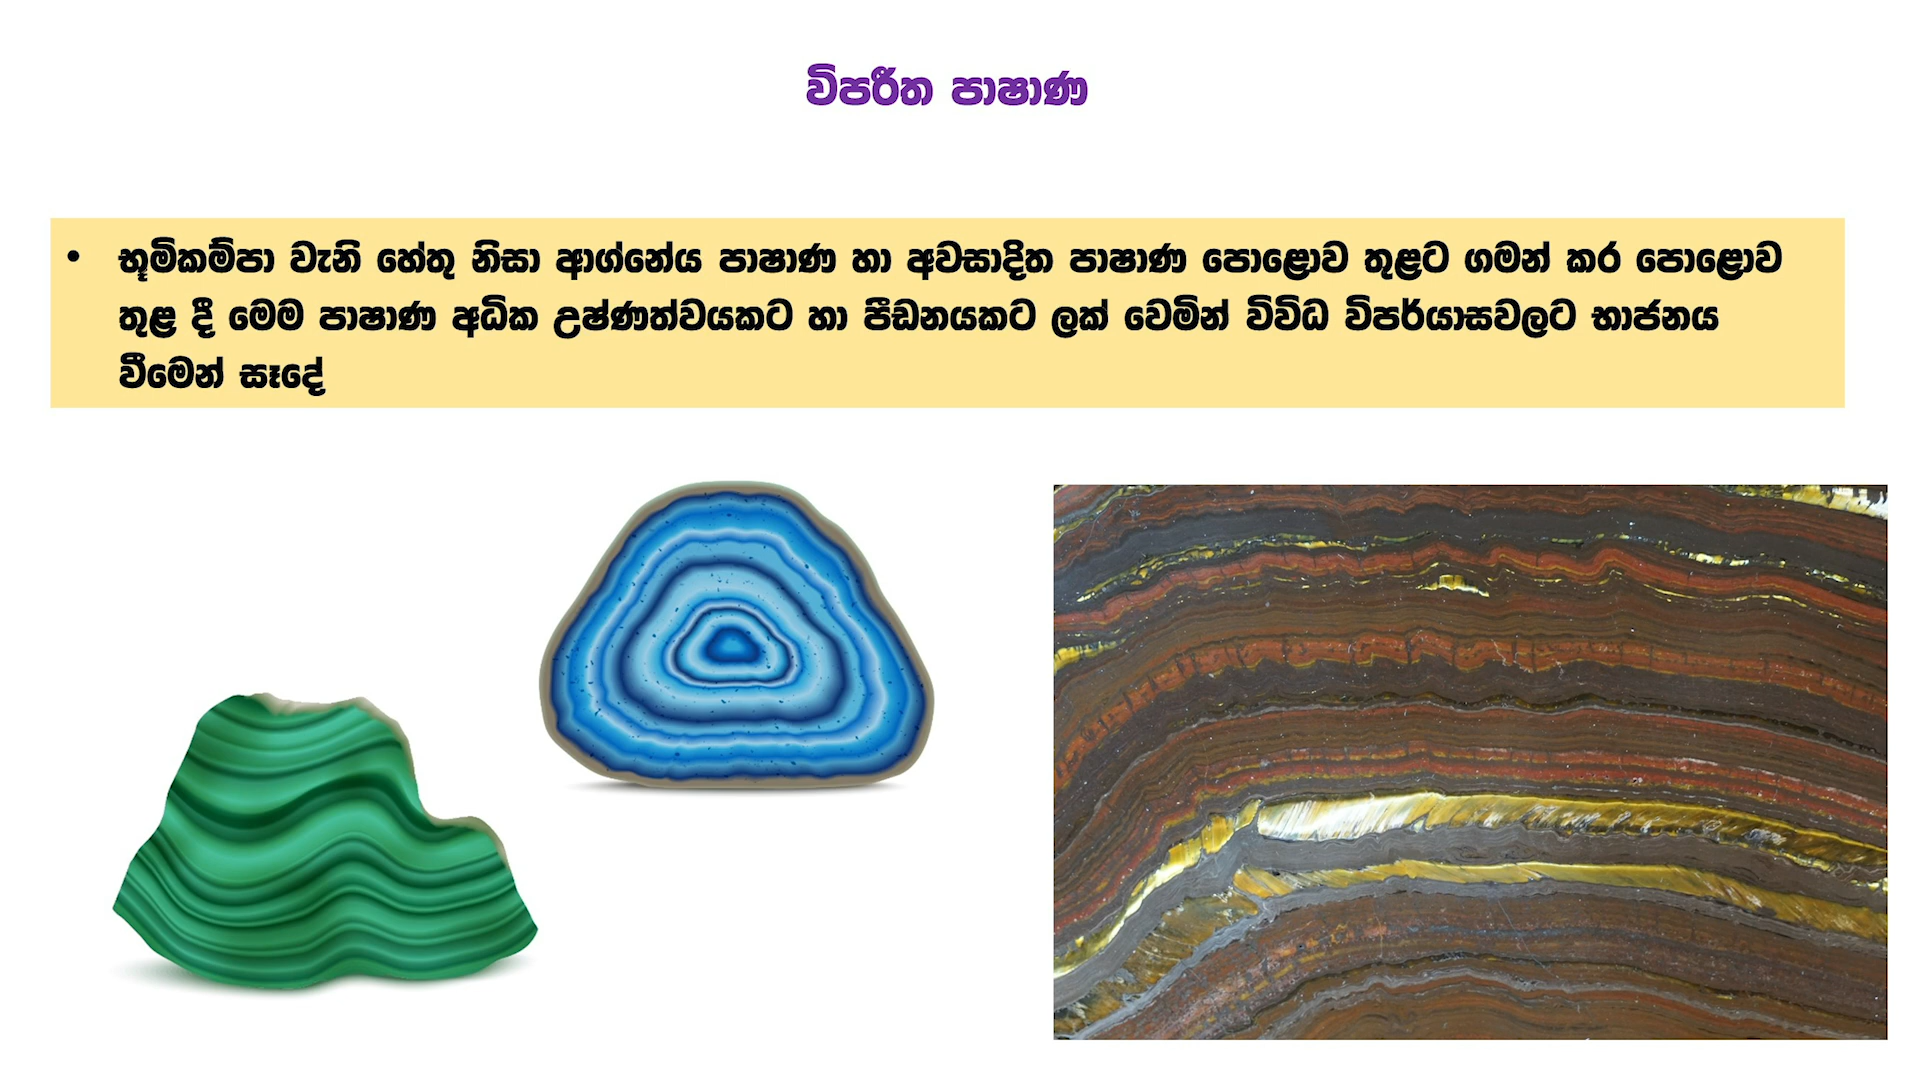 විපරීත පාෂාණ
• භූමිකම්පා වැනි හේතු නිසා ආග්නේය පාෂාණ හා අවසාදිත පාෂාණ පොළොව තුළට ගමන් කර පොළොව
තුළ දී මෙම පාෂාණ අධික උෂ්ණත්වයකට හා පීඩනයකට ලක් වෙමින් විවිධ විපර්යාසවලට භාජනය
වීමෙන් සෑදේ